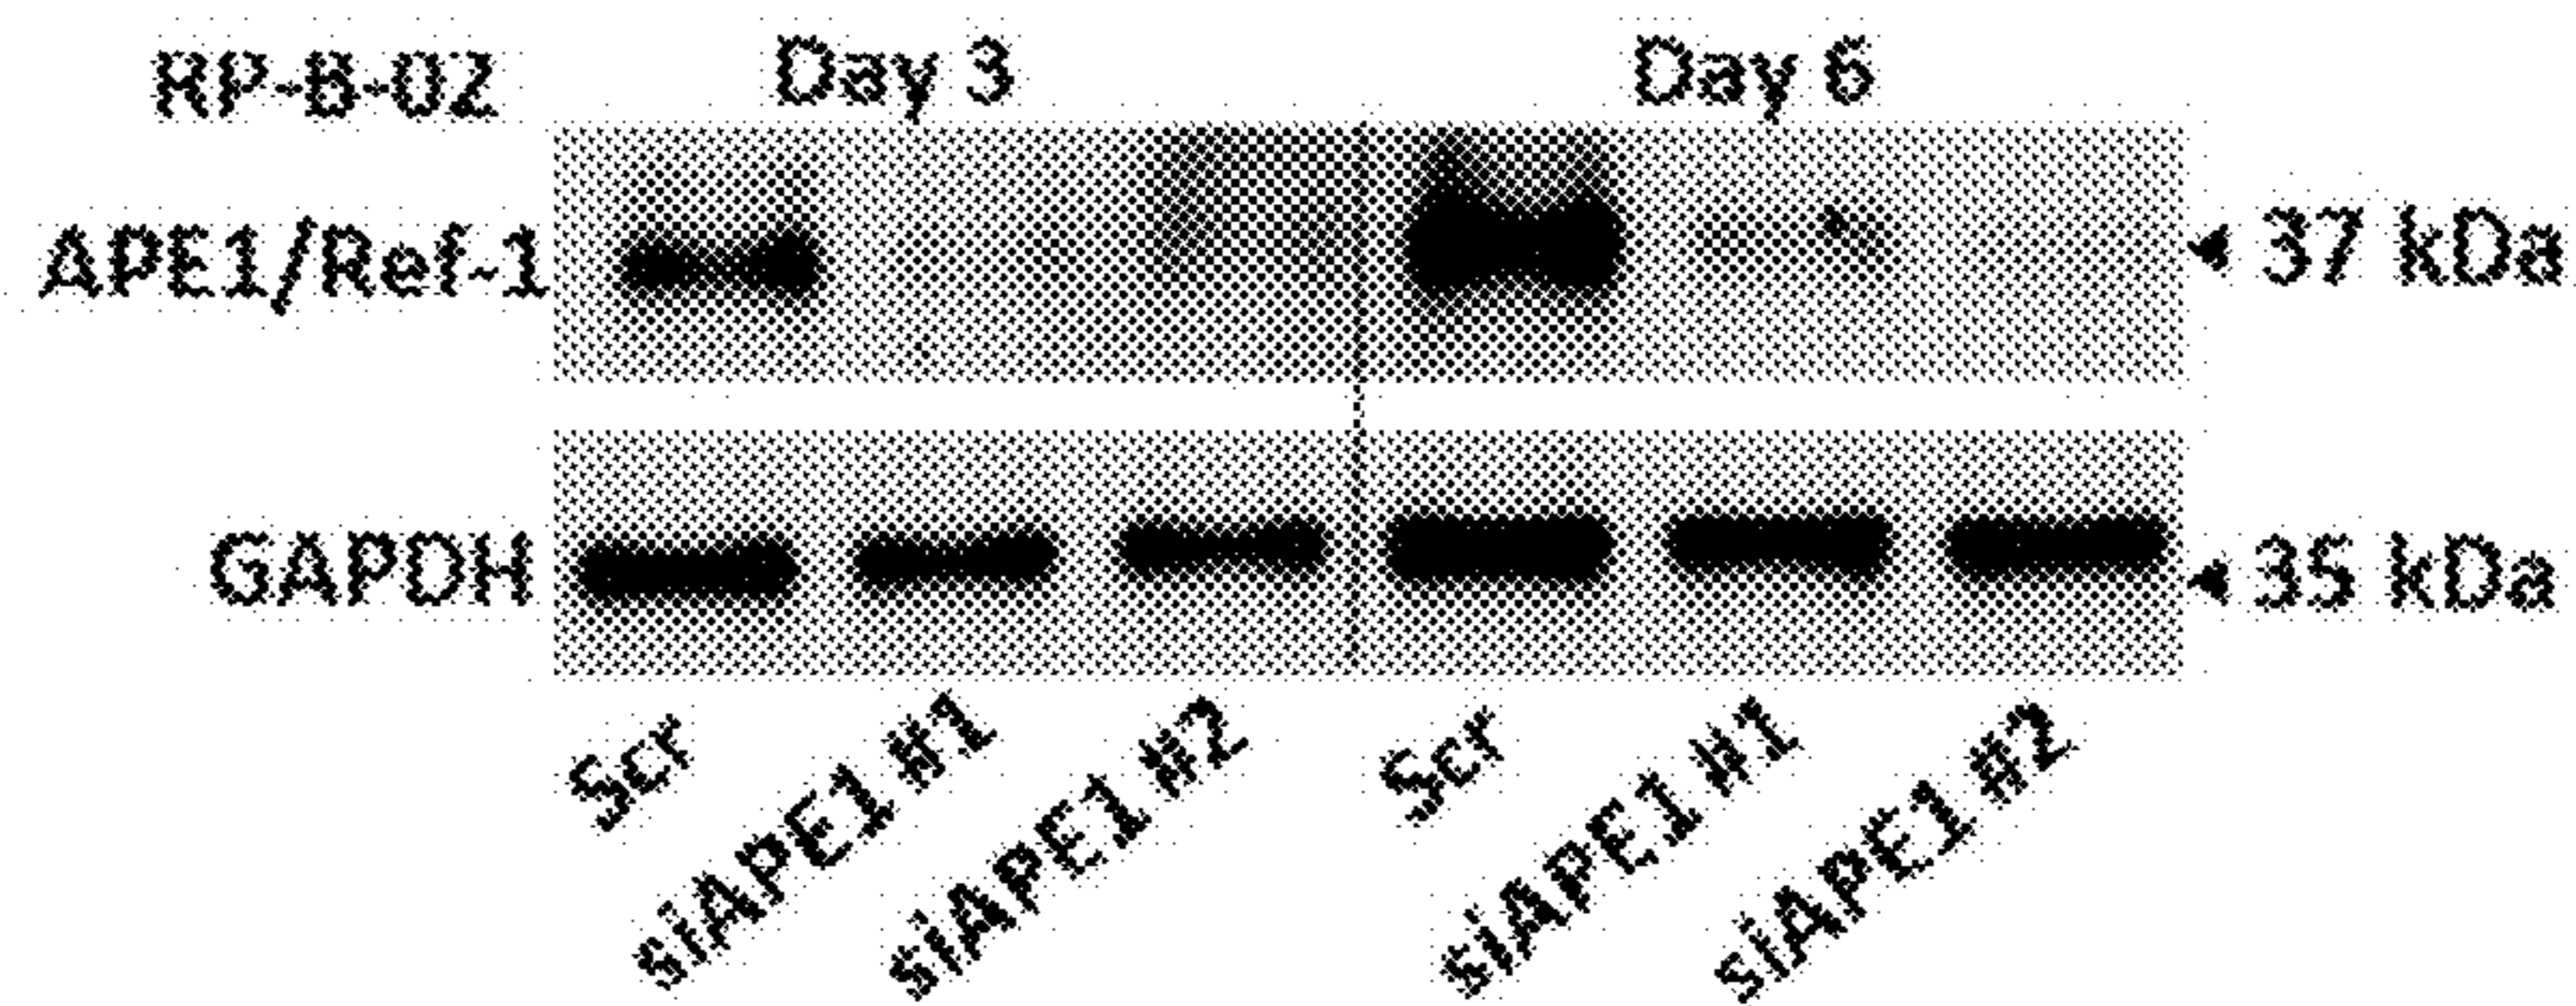 RP-B-02 Day 3 Day 6
APE1/Ref-1 37 kDa
GAPDH 35 kDa
Scr siAPE1 #1 siAPE1 #2 Scr siAPE1 #1 siAPE1 #2